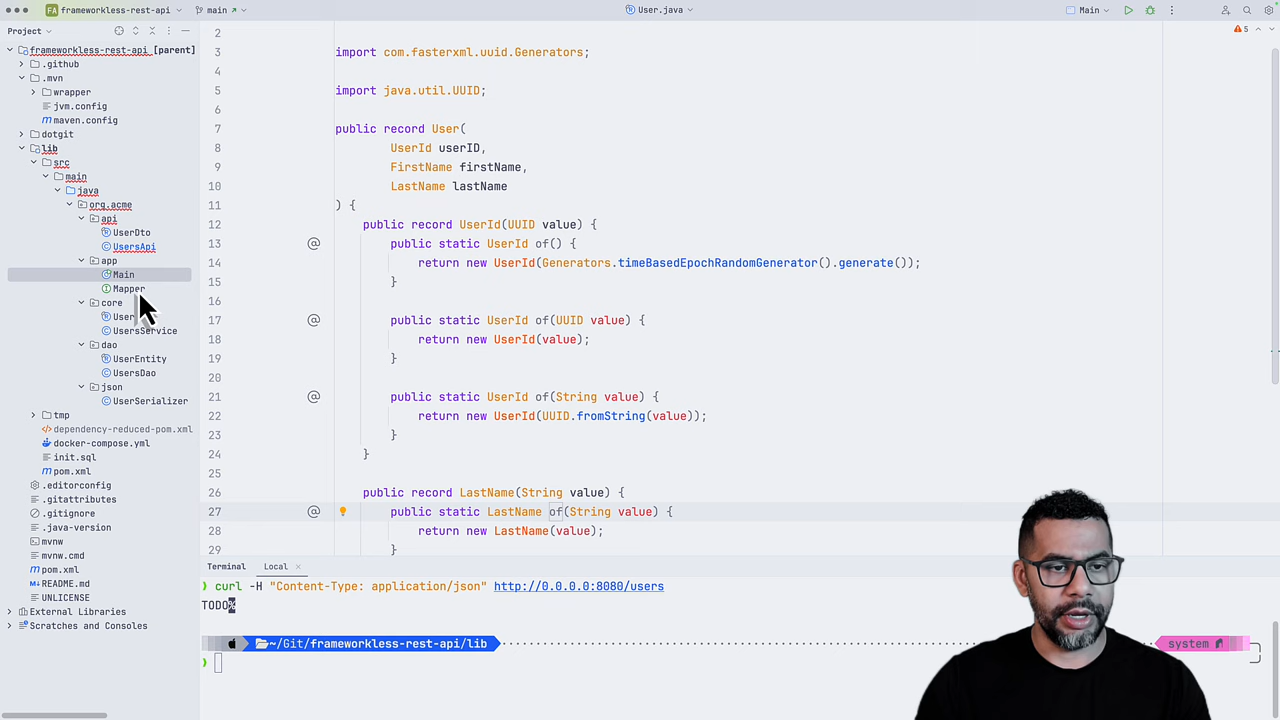 FA frameworkless-rest-api main User.java Main
Project
frameworkless-rest-api [parent]
.github
.mvn
wrapper
jvm.config
maven.config
dotgit
lib
src
main
java
org.acme
api
UserDto
UsersApi
app
Main
Mapper
core
User
UsersService
dao
UserEntity
UsersDao
json
UserSerializer
tmp
dependency-reduced-pom.xml
docker-compose.yml
init.sql
pom.xml
.editorconfig
.gitattributes
.gitignore
.java-version
mvnw
mvnw.cmd
pom.xml
README.md
UNLICENSE
External Libraries
Scratches and Consoles
5
2
3 import com.fasterxml.uuid.Generators;
4
5 import java.util.UUID;
6
7 public record User(
8 UserId userID,
9 FirstName firstName,
10 LastName lastName
11 ) {
12 public record UserId(UUID value) {
13 @ public static UserId of() {
14 return new UserId(Generators.timeBasedEpochRandomGenerator().generate());
15 }
16
17 @ public static UserId of(UUID value) {
18 return new UserId(value);
19 }
20
21 @ public static UserId of(String value) {
22 return new UserId(UUID.fromString(value));
23 }
24 }
25
26 public record LastName(String value) {
27 @ public static LastName of(String value) {
28 return new LastName(value);
29 }
Terminal Local ×
❯ curl -H "Content-Type: application/json" http://0.0.0.0:8080/users
TODO%
~/Git/frameworkless-rest-api/lib system
❯